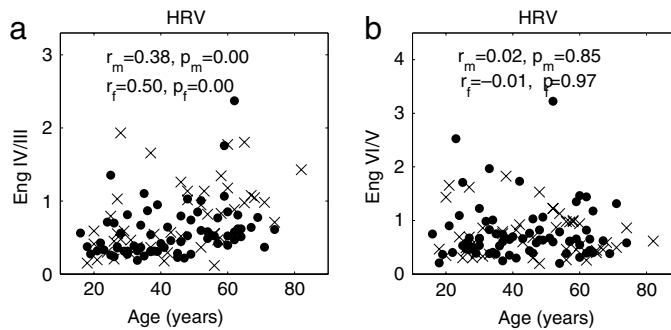 a
HRV
r_m=0.38, p_m=0.00
r_f=0.50, p_f=0.00
Eng IV/III
3
2
1
0
20 40 60 80
Age (years)
b
HRV
r_m=0.02, p_m=0.85
r_f=–0.01, p_f=0.97
Eng VI/V
4
3
2
1
0
20 40 60 80
Age (years)